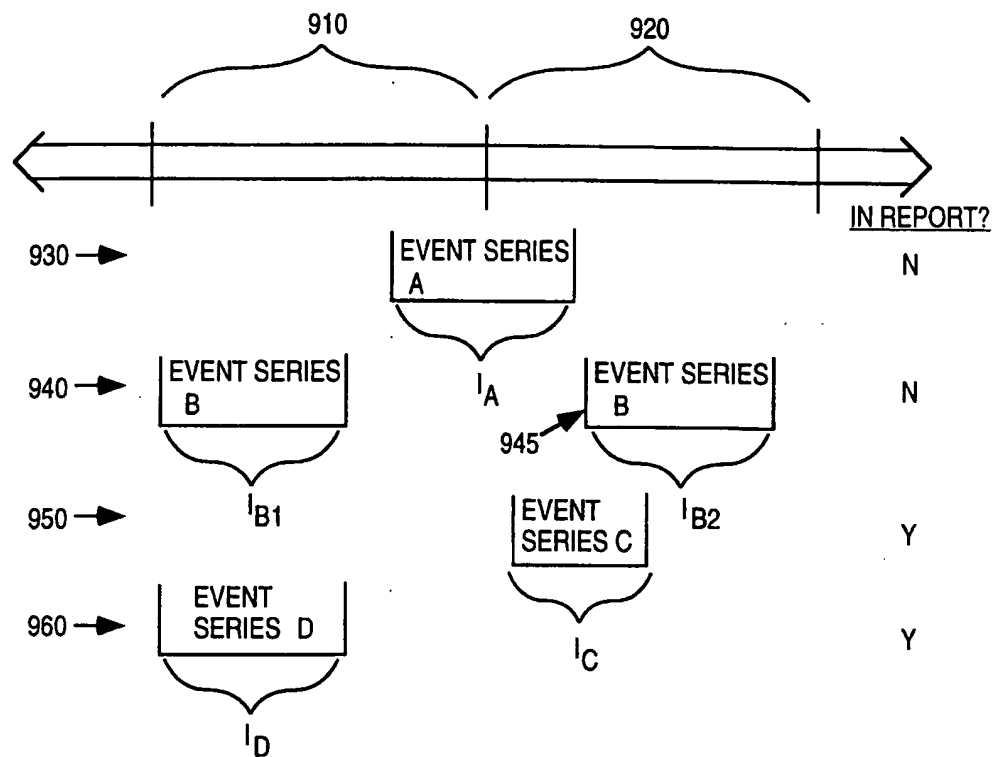 910
920
IN REPORT?
930
EVENT SERIES
A
N
I_A
940
EVENT SERIES
B
EVENT SERIES
B
N
945
I_B1
I_B2
950
EVENT
SERIES C
Y
I_C
960
EVENT
SERIES D
Y
I_D